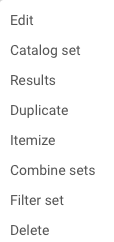 Edit
Catalog set
Results
Duplicate
Itemize
Combine sets
Filter set
Delete